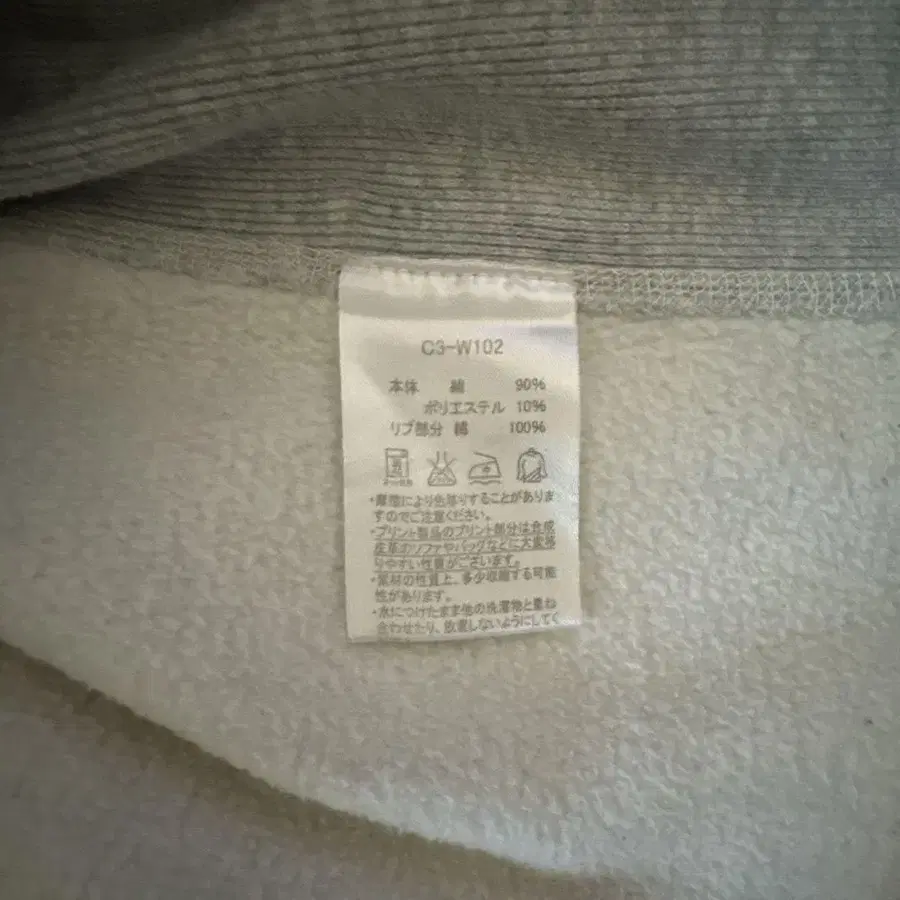 C3-W102
本体 綿 90%
ポリエステル 10%
リブ部分 綿 100%
・摩擦により色落ちすることがありま
すのでご注意ください。
・プリント製品のプリント部分は合成
皮革のソファやバッグなどに大変移
りやすい性質がございます。
・素材の性質上、多少収縮する可能
性があります。
・水につけたまま他の洗濯物と重ね
合わせたり、放置しないようにしてく